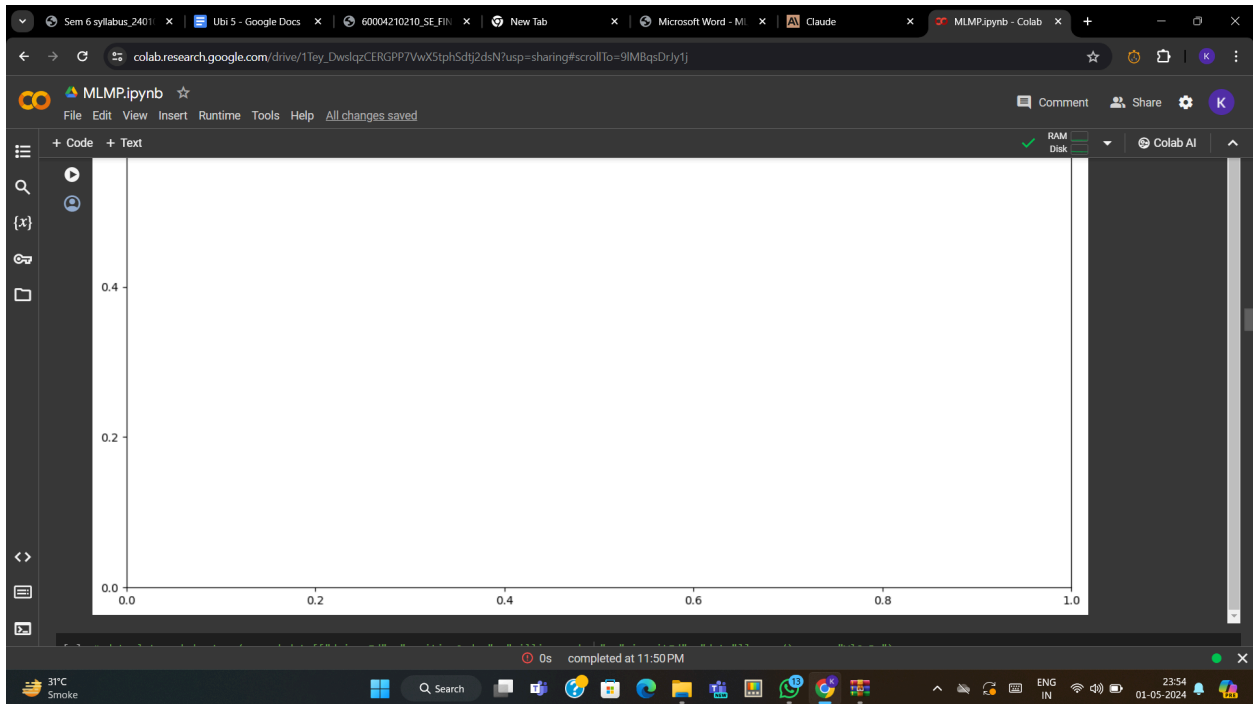 Sem 6 syllabus_2401
Ubi 5 - Google Docs
60004210210_SE_FIN
New Tab
Microsoft Word - ML
Claude
MLMP.ipynb - Colab
colab.research.google.com/drive/1Tey_DwslqzCERGPP7VwX5tphSdtj2dsN?usp=sharing#scrollTo=9lMBqsDrJy1j
K
MLMP.ipynb
File Edit View Insert Runtime Tools Help All changes saved
Comment Share K
+ Code + Text
RAM
Disk
Colab AI
{x}
0.4
0.2
0.0
0.0 0.2 0.4 0.6 0.8 1.0
0s completed at 11:50 PM
31°C
Smoke
Search
13
ENG
IN
23:54
01-05-2024